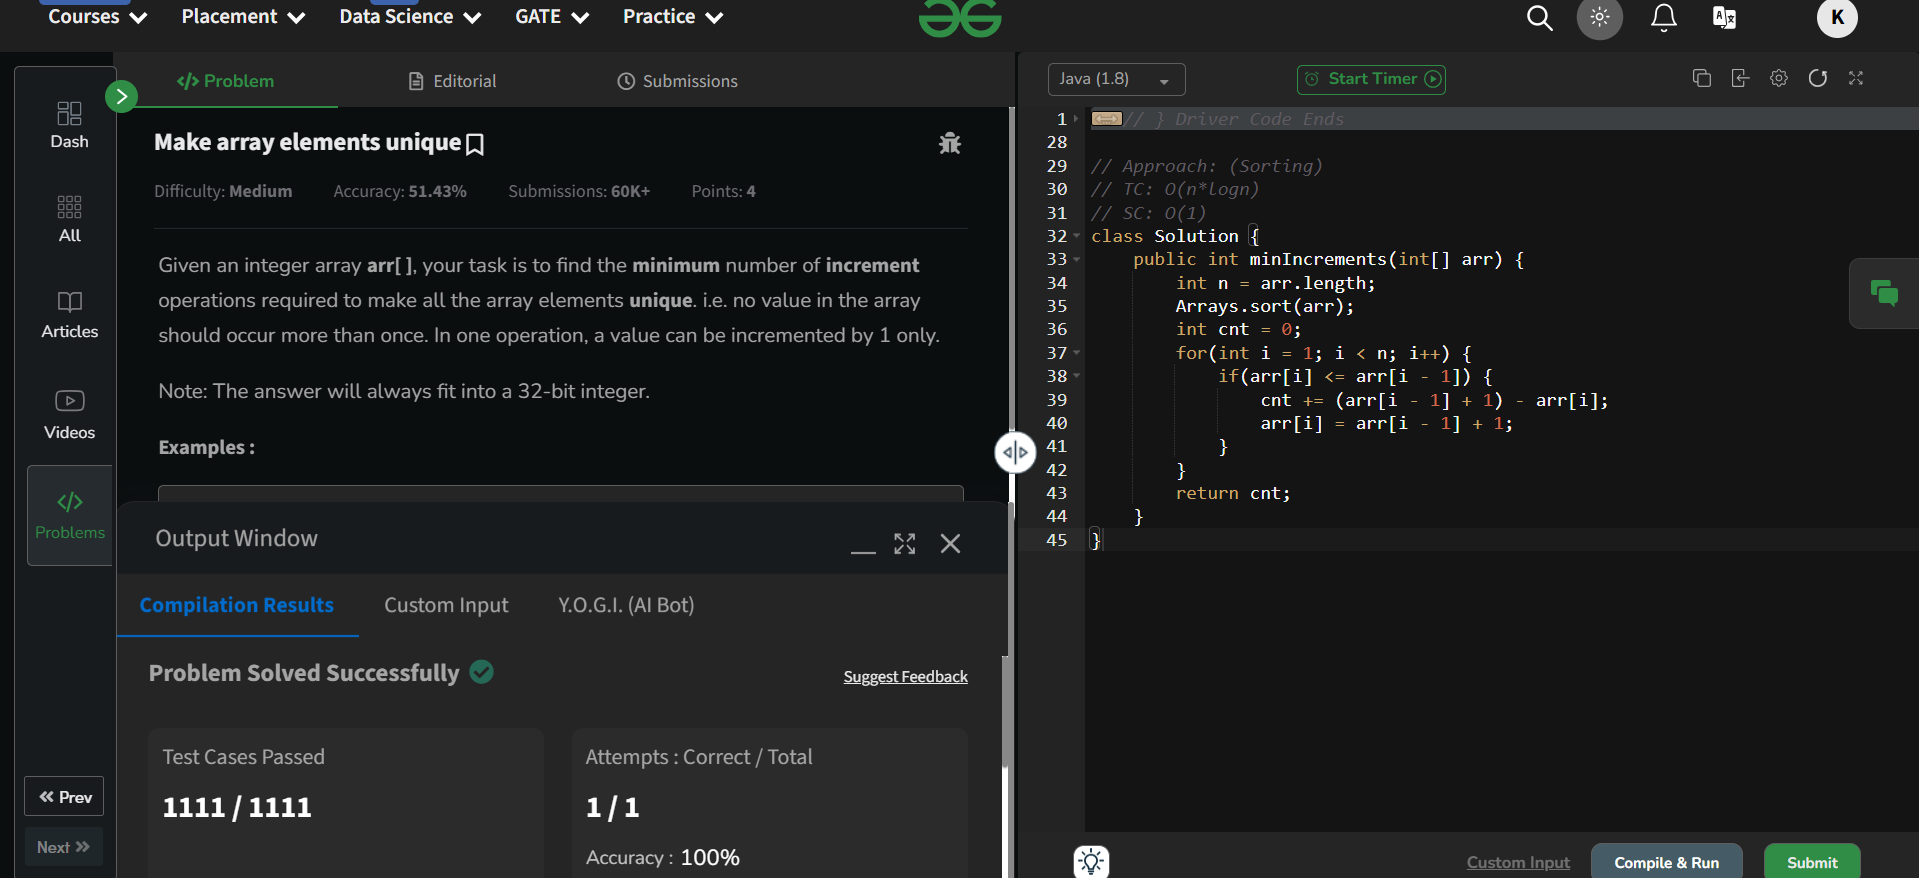 Courses Placement Data Science GATE Practice K
Problem Editorial Submissions
Java (1.8) Start Timer
Dash
All
Articles
Videos
Problems
Prev
Next
Make array elements unique
Difficulty: Medium Accuracy: 51.43% Submissions: 60K+ Points: 4
Given an integer array arr[ ], your task is to find the minimum number of increment
operations required to make all the array elements unique. i.e. no value in the array
should occur more than once. In one operation, a value can be incremented by 1 only.
Note: The answer will always fit into a 32-bit integer.
Examples :
Output Window
Compilation Results Custom Input Y.O.G.I. (AI Bot)
Problem Solved Successfully
Suggest Feedback
Test Cases Passed
1111 / 1111
Attempts : Correct / Total
1 / 1
Accuracy : 100%
1 // } Driver Code Ends
28
29 // Approach: (Sorting)
30 // TC: O(n*logn)
31 // SC: O(1)
32 class Solution {
33 public int minIncrements(int[] arr) {
34 int n = arr.length;
35 Arrays.sort(arr);
36 int cnt = 0;
37 for(int i = 1; i < n; i++) {
38 if(arr[i] <= arr[i - 1]) {
39 cnt += (arr[i - 1] + 1) - arr[i];
40 arr[i] = arr[i - 1] + 1;
41 }
42 }
43 return cnt;
44 }
45 }
Custom Input Compile & Run Submit